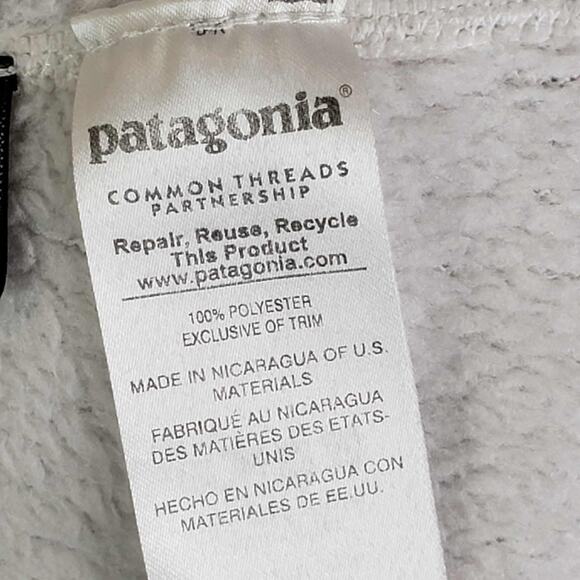 patagonia®
COMMON THREADS
PARTNERSHIP
Repair, Reuse, Recycle
This Product
www.patagonia.com
100% POLYESTER
EXCLUSIVE OF TRIM
MADE IN NICARAGUA OF U.S.
MATERIALS
FABRIQUÉ AU NICARAGUA
DES MATIÈRES DES ETATS-
UNIS
HECHO EN NICARAGUA CON
MATERIALES DE EE.UU.